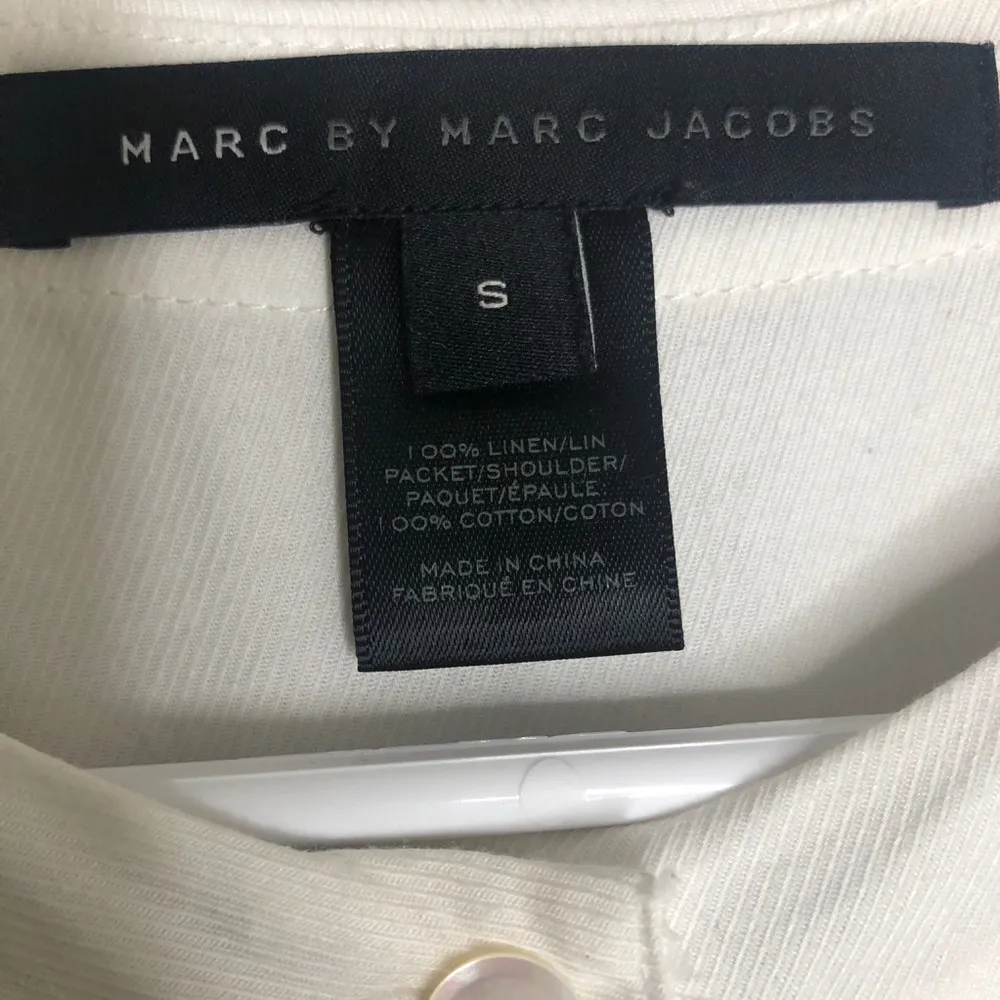 MARC BY MARC JACOBS
S
100% LINEN/LIN
PACKET/SHOULDER/
PAQUET/ÉPAULE:
100% COTTON/COTON
MADE IN CHINA
FABRIQUÉ EN CHINE